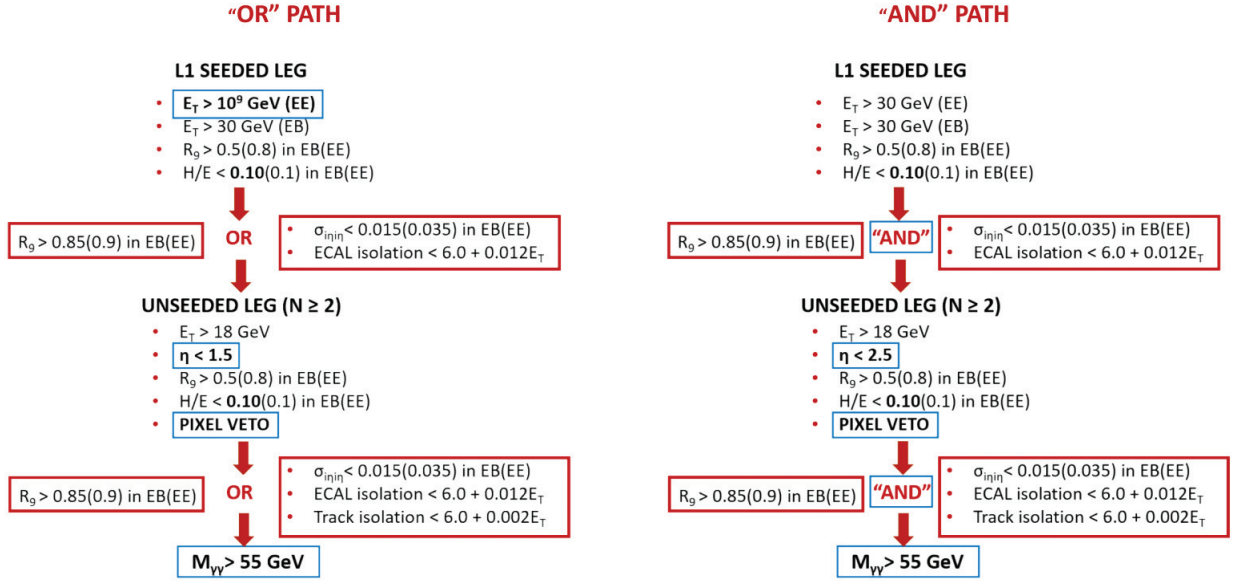 “OR” PATH
L1 SEEDED LEG
• E_T > 10⁹ GeV (EE)
• E_T > 30 GeV (EB)
• R₉ > 0.5(0.8) in EB(EE)
• H/E < 0.10(0.1) in EB(EE)
R₉ > 0.85(0.9) in EB(EE)
OR
• σ_iηiη < 0.015(0.035) in EB(EE)
• ECAL isolation < 6.0 + 0.012E_T
UNSEEDED LEG (N ≥ 2)
• E_T > 18 GeV
• η < 1.5
• R₉ > 0.5(0.8) in EB(EE)
• H/E < 0.10(0.1) in EB(EE)
• PIXEL VETO
R₉ > 0.85(0.9) in EB(EE)
OR
• σ_iηiη < 0.015(0.035) in EB(EE)
• ECAL isolation < 6.0 + 0.012E_T
• Track isolation < 6.0 + 0.002E_T
M_γγ > 55 GeV
“AND” PATH
L1 SEEDED LEG
• E_T > 30 GeV (EE)
• E_T > 30 GeV (EB)
• R₉ > 0.5(0.8) in EB(EE)
• H/E < 0.10(0.1) in EB(EE)
R₉ > 0.85(0.9) in EB(EE)
“AND”
• σ_iηiη < 0.015(0.035) in EB(EE)
• ECAL isolation < 6.0 + 0.012E_T
UNSEEDED LEG (N ≥ 2)
• E_T > 18 GeV
• η < 2.5
• R₉ > 0.5(0.8) in EB(EE)
• H/E < 0.10(0.1) in EB(EE)
• PIXEL VETO
R₉ > 0.85(0.9) in EB(EE)
“AND”
• σ_iηiη < 0.015(0.035) in EB(EE)
• ECAL isolation < 6.0 + 0.012E_T
• Track isolation < 6.0 + 0.002E_T
M_γγ > 55 GeV